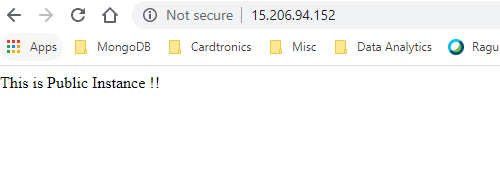 Not secure | 15.206.94.152
Apps MongoDB Cardtronics Misc Data Analytics Ragu
This is Public Instance !!